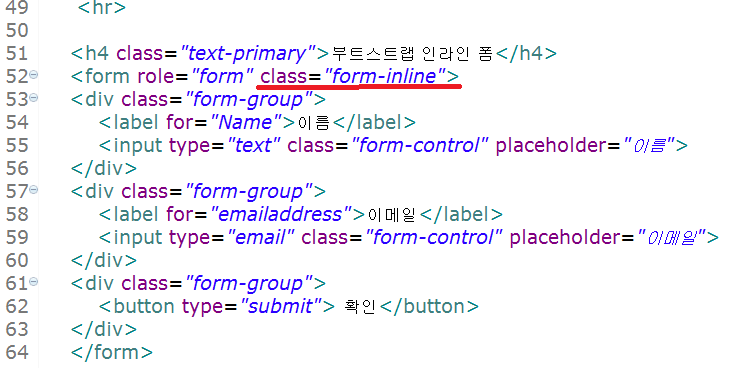 49 <hr>
50
51 <h4 class="text-primary">부트스트랩 인라인 폼</h4>
52 <form role="form" class="form-inline">
53 <div class="form-group">
54 <label for="Name">이름</label>
55 <input type="text" class="form-control" placeholder="이름">
56 </div>
57 <div class="form-group">
58 <label for="emailaddress">이메일</label>
59 <input type="email" class="form-control" placeholder="이메일">
60 </div>
61 <div class="form-group">
62 <button type="submit"> 확인</button>
63 </div>
64 </form>